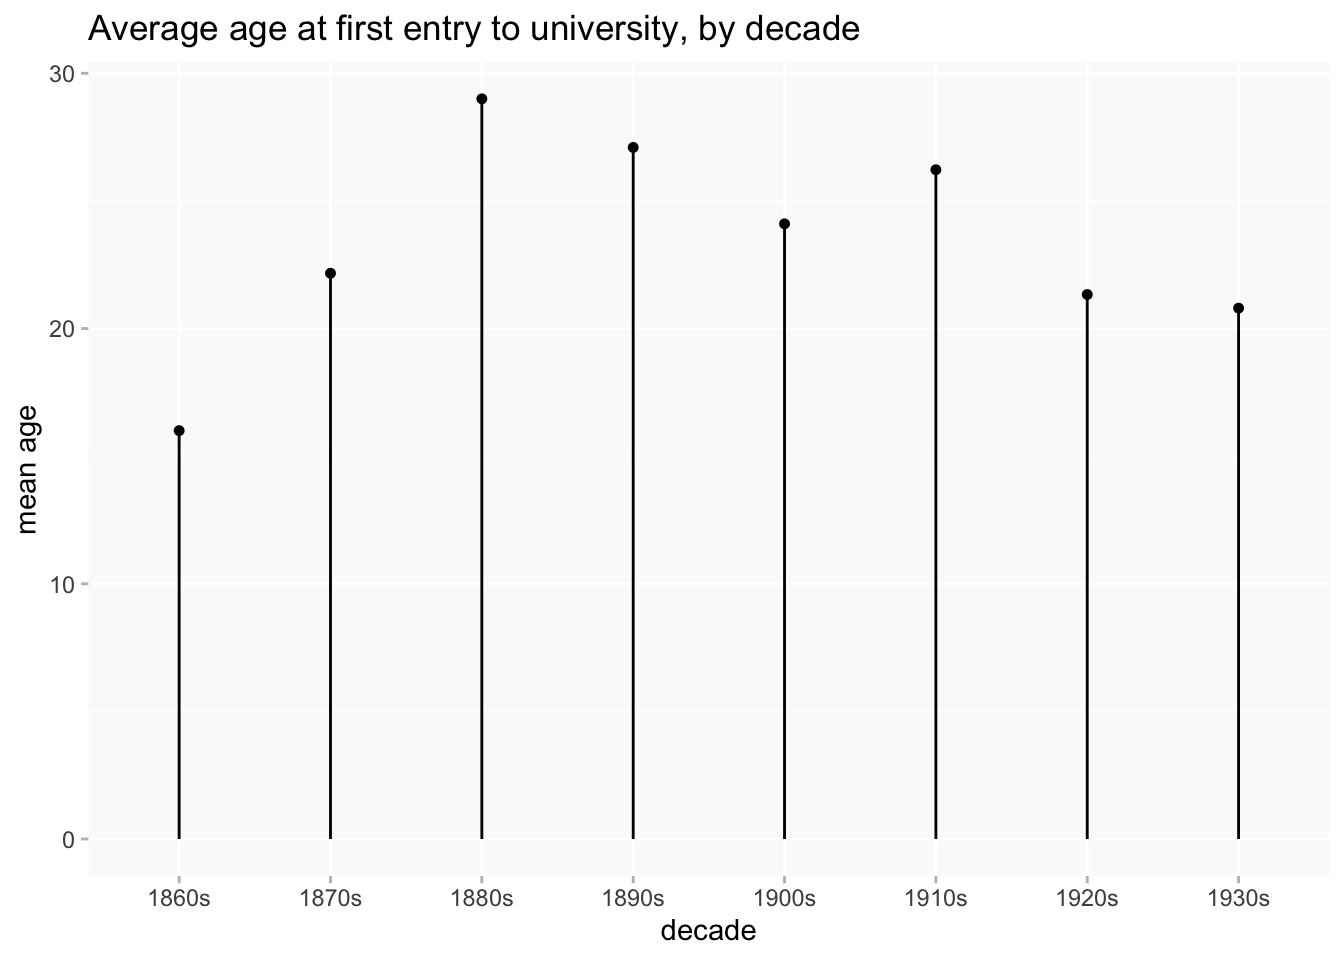 Average age at first entry to university, by decade
30
20
10
0
mean age
1860s 1870s 1880s 1890s 1900s 1910s 1920s 1930s
decade